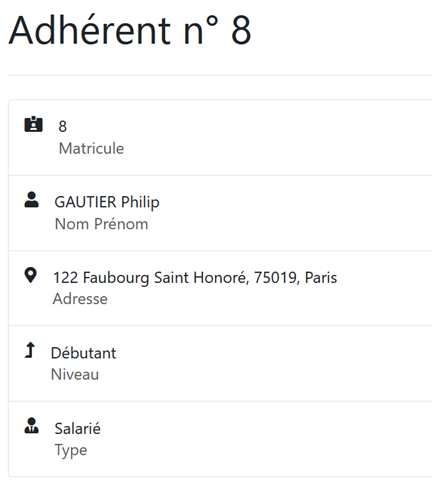 Adhérent n° 8
8
Matricule
GAUTIER Philip
Nom Prénom
122 Faubourg Saint Honoré, 75019, Paris
Adresse
Débutant
Niveau
Salarié
Type